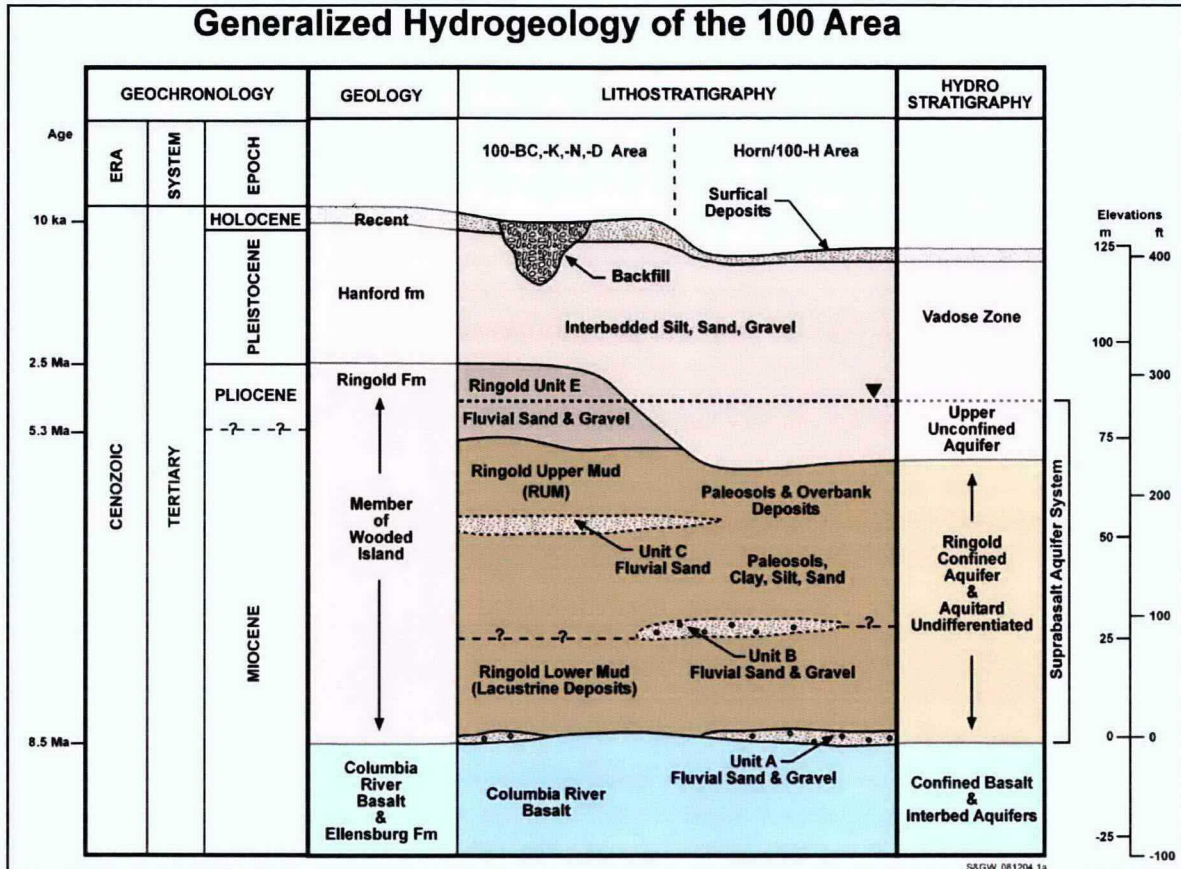 Generalized Hydrogeology of the 100 Area
GEOCHRONOLOGY
GEOLOGY
LITHOSTRATIGRAPHY
HYDRO
STRATIGRAPHY
Age
ERA
SYSTEM
EPOCH
100-BC,-K,-N,-D Area
Horn/100-H Area
Surfical
Deposits
10 ka
HOLOCENE
Recent
Backfill
PLEISTOCENE
Hanford fm
Interbedded Silt, Sand, Gravel
Vadose Zone
2.5 Ma
Ringold Fm
PLIOCENE
Ringold Unit E
Fluvial Sand & Gravel
Upper
Unconfined
Aquifer
? ?
5.3 Ma
CENOZOIC
TERTIARY
MIOCENE
Member
of
Wooded
Island
Ringold Upper Mud
(RUM)
Paleosols & Overbank
Deposits
Unit C
Fluvial Sand
Paleosols,
Clay, Silt, Sand
Ringold
Confined
Aquifer
&
Aquitard
Undifferentiated
? ?
?
Unit B
Fluvial Sand & Gravel
Ringold Lower Mud
(Lacustrine Deposits)
8.5 Ma
Unit A
Fluvial Sand & Gravel
Columbia
River
Basalt
&
Ellensburg Fm
Columbia River
Basalt
Confined Basalt
&
Interbed Aquifers
Suprabasalt Aquifer System
Elevations
m ft
125 400
100
300
75
200
50
100
25
0 0
-25
-100
S&GW_081204_1a